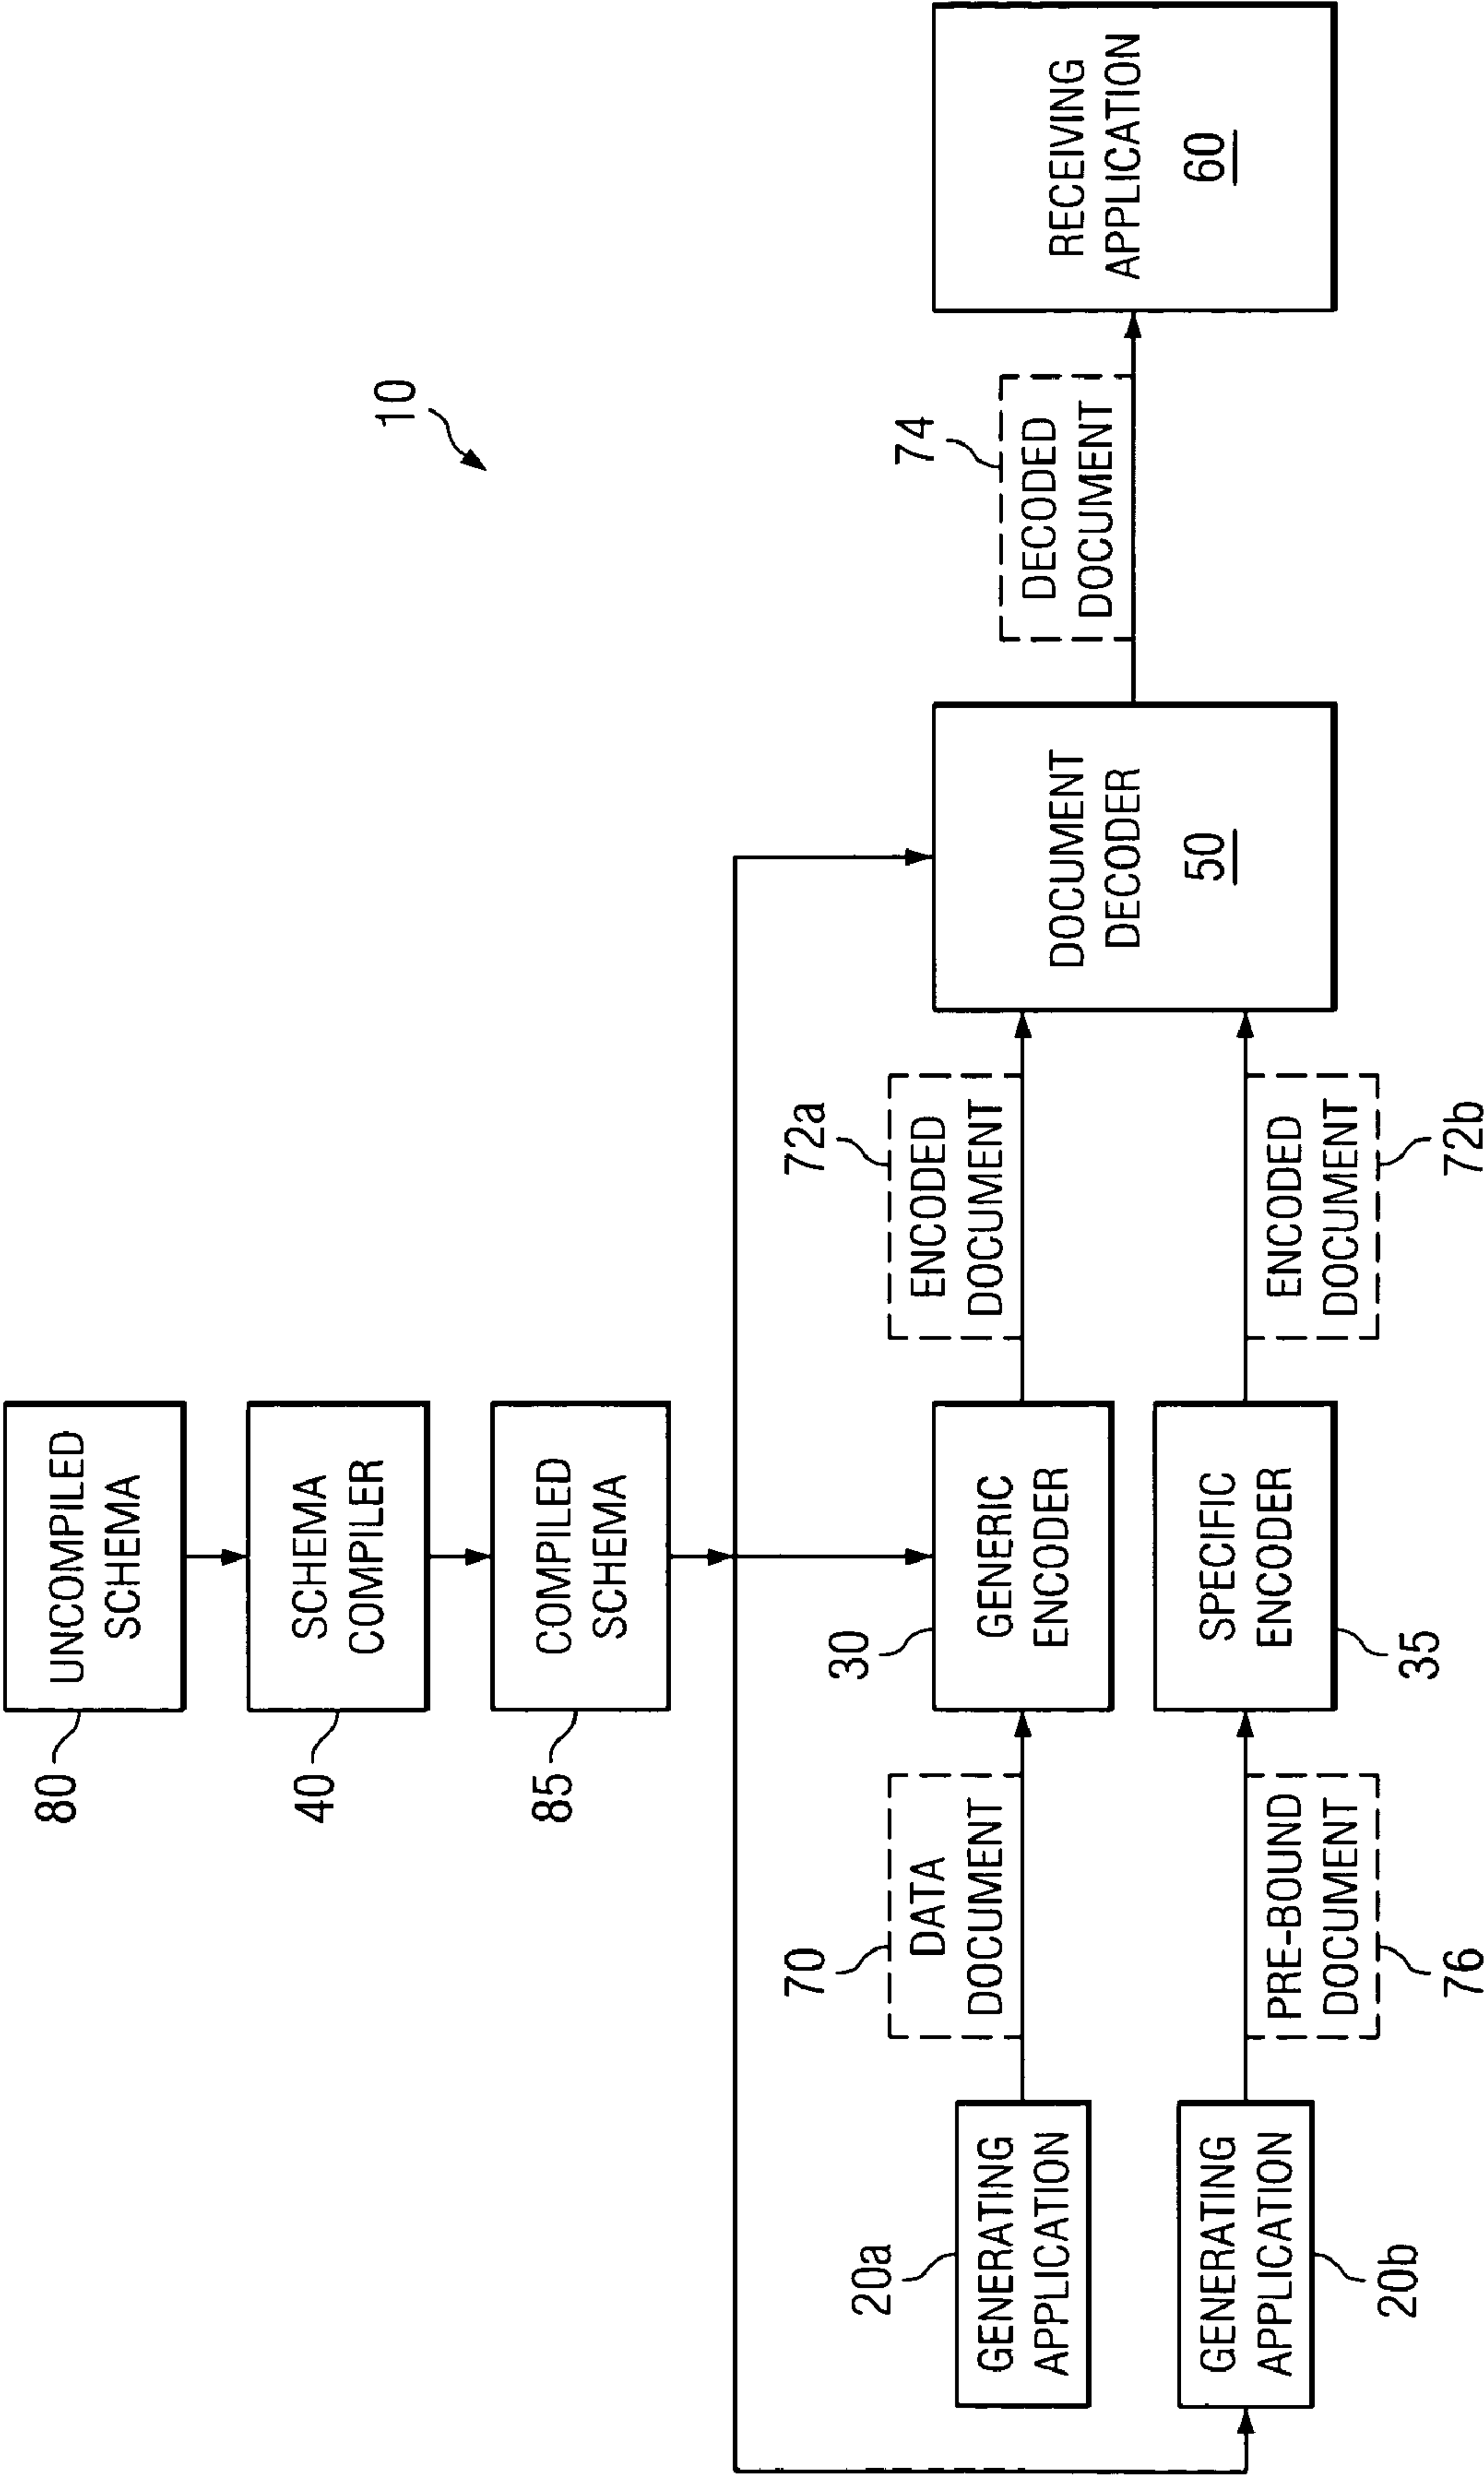 UNCOMPILED
SCHEMA
80
SCHEMA
COMPILER
40
COMPILED
SCHEMA
85
10
GENERATING
APPLICATION
20a
DATA
DOCUMENT
70
GENERIC
ENCODER
30
ENCODED
DOCUMENT
72a
GENERATING
APPLICATION
20b
PRE-BOUND
DOCUMENT
76
SPECIFIC
ENCODER
35
ENCODED
DOCUMENT
72b
DOCUMENT
DECODER
50
DECODED
DOCUMENT
74
RECEIVING
APPLICATION
60